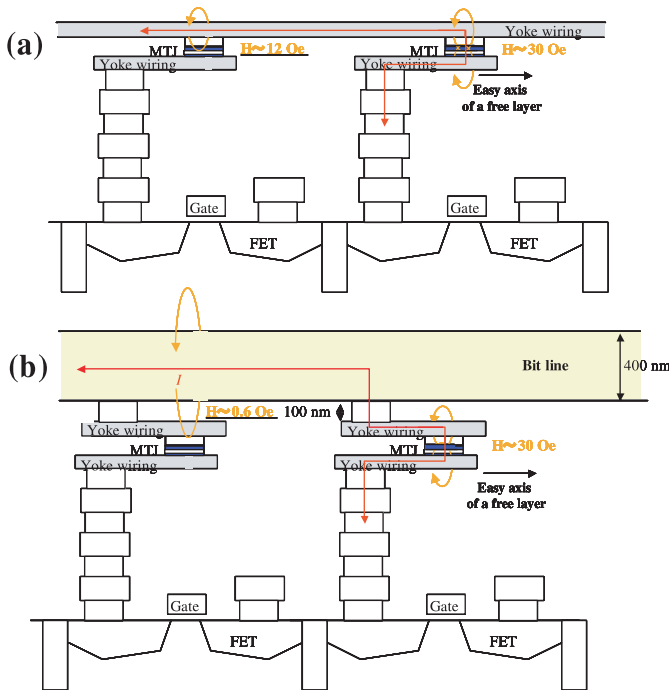 (a)
Yoke wiring
MTJ
H~12 Oe
MTJ
H~30 Oe
Yoke wiring
Yoke wiring
Easy axis
of a free layer
Gate
Gate
FET
FET
(b)
Bit line
400 nm
I
H~0.6 Oe
100 nm
Yoke wiring
Yoke wiring
MTJ
MTJ
H~30 Oe
Yoke wiring
Yoke wiring
Easy axis
of a free layer
Gate
Gate
FET
FET